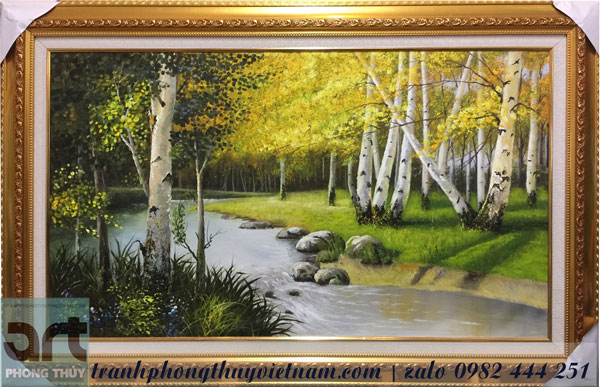 art
PHONG THỦY
tranhphongthuyvietnam.com | zalo 0982 444 251